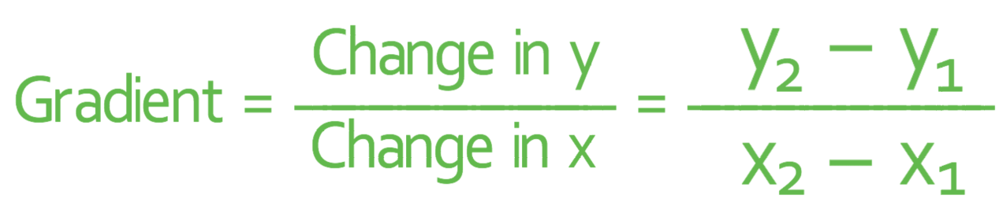 Gradient = Change in y / Change in x = y₂ – y₁ / x₂ – x₁